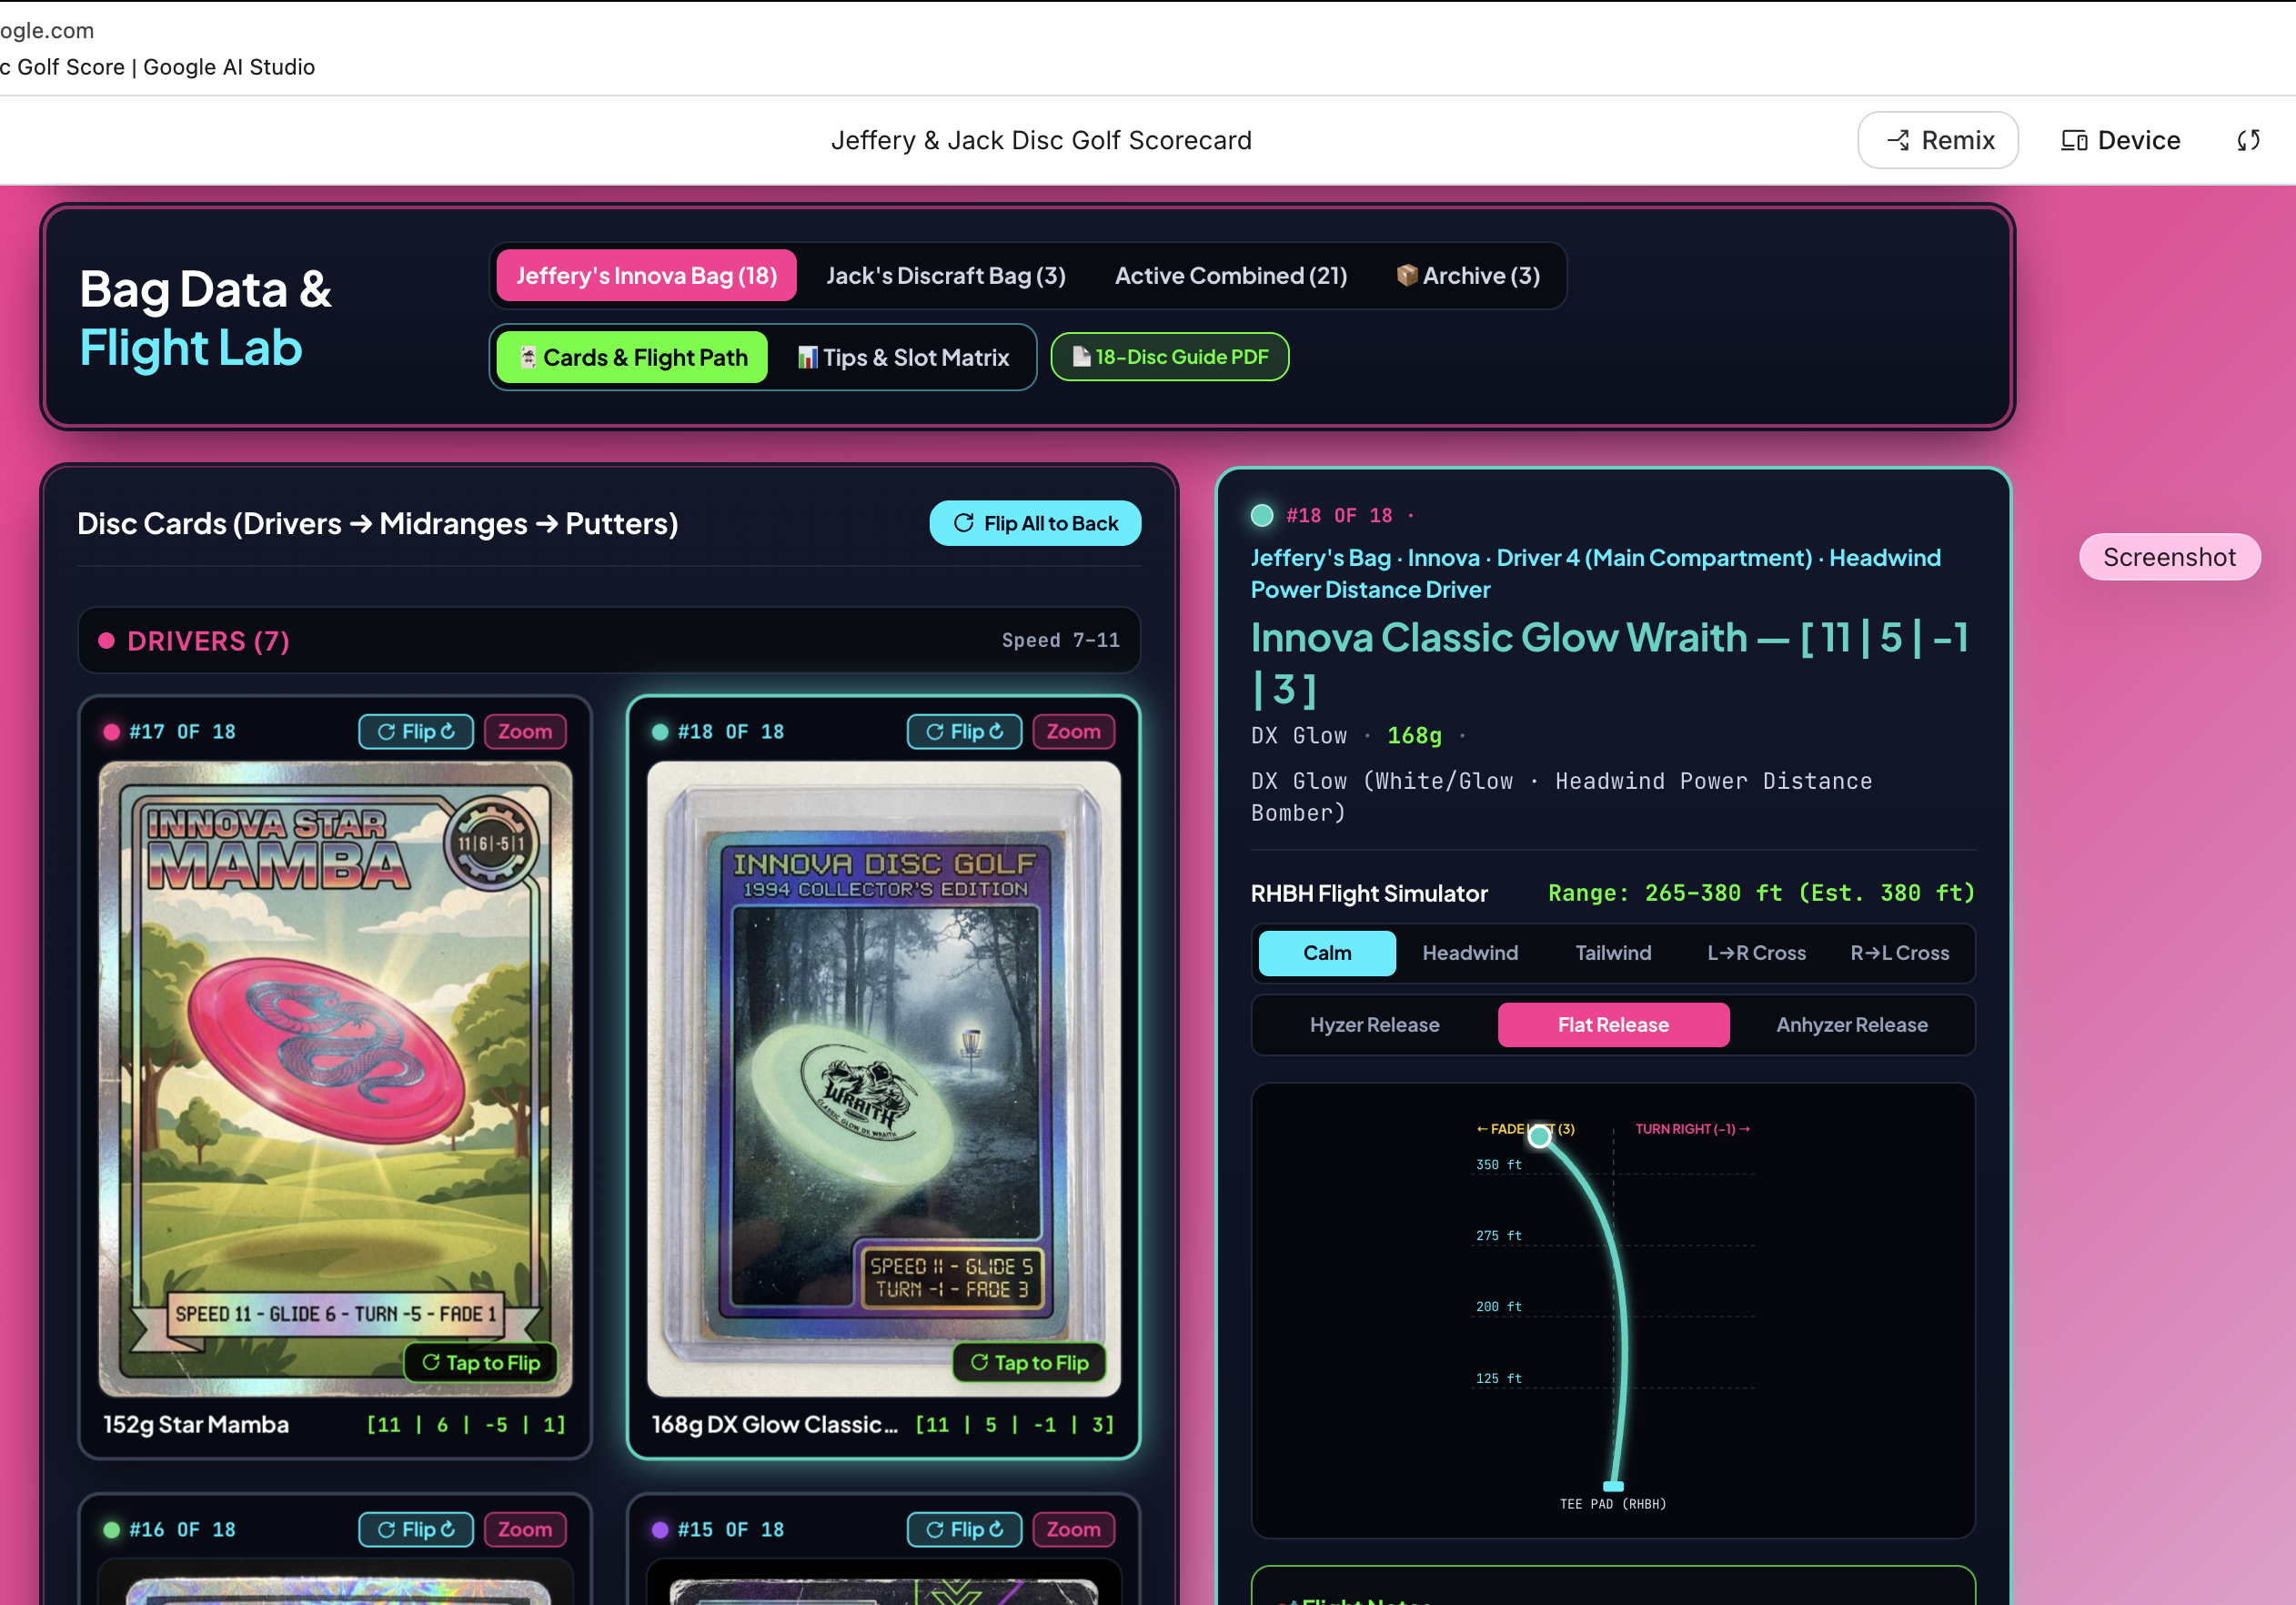 ogle.com
c Golf Score | Google AI Studio
Jeffery & Jack Disc Golf Scorecard
Remix
Device
Bag Data &
Flight Lab
Jeffery's Innova Bag (18)
Jack's Discraft Bag (3)
Active Combined (21)
Archive (3)
Cards & Flight Path
Tips & Slot Matrix
18-Disc Guide PDF
Disc Cards (Drivers → Midranges → Putters)
Flip All to Back
DRIVERS (7)
Speed 7-11
#17 OF 18
Flip ↻
Zoom
INNOVA STAR
MAMBA
11|6|-5|1
SPEED 11 - GLIDE 6 - TURN -5 - FADE 1
Tap to Flip
152g Star Mamba
[11 | 6 | -5 | 1]
#18 OF 18
Flip ↻
Zoom
INNOVA DISC GOLF
1994 COLLECTOR'S EDITION
WRAITH
CLASSIC GLOW DX WRAITH
SPEED 11 - GLIDE 5
TURN -1 - FADE 3
Tap to Flip
168g DX Glow Classic...
[11 | 5 | -1 | 3]
#16 OF 18
Flip ↻
Zoom
#15 OF 18
Flip ↻
Zoom
#18 OF 18 ·
Jeffery's Bag · Innova · Driver 4 (Main Compartment) · Headwind
Power Distance Driver
Innova Classic Glow Wraith — [ 11 | 5 | -1
| 3 ]
DX Glow · 168g ·
DX Glow (White/Glow · Headwind Power Distance
Bomber)
RHBH Flight Simulator
Range: 265-380 ft (Est. 380 ft)
Calm
Headwind
Tailwind
L→R Cross
R→L Cross
Hyzer Release
Flat Release
Anhyzer Release
← FADE (3)
TURN RIGHT (-1) →
350 ft
275 ft
200 ft
125 ft
TEE PAD (RHBH)
Flight Notes
Screenshot